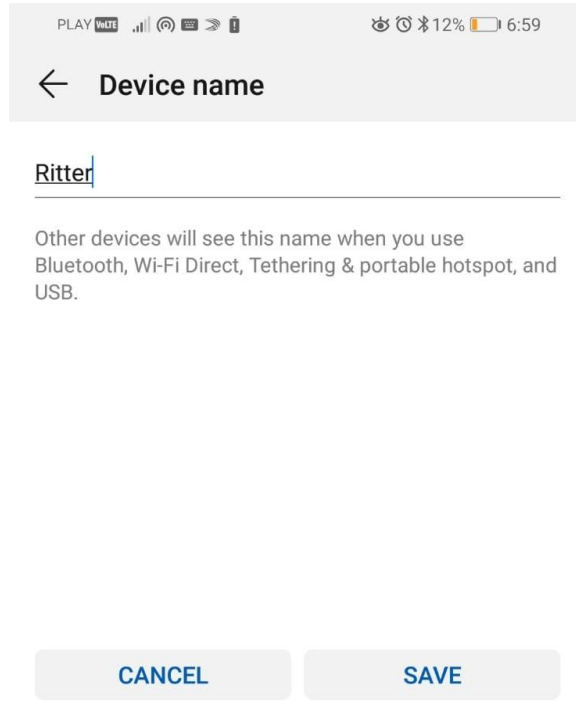 PLAY VoLTE 12% 6:59
Device name
Ritter
Other devices will see this name when you use
Bluetooth, Wi-Fi Direct, Tethering & portable hotspot, and
USB.
CANCEL SAVE